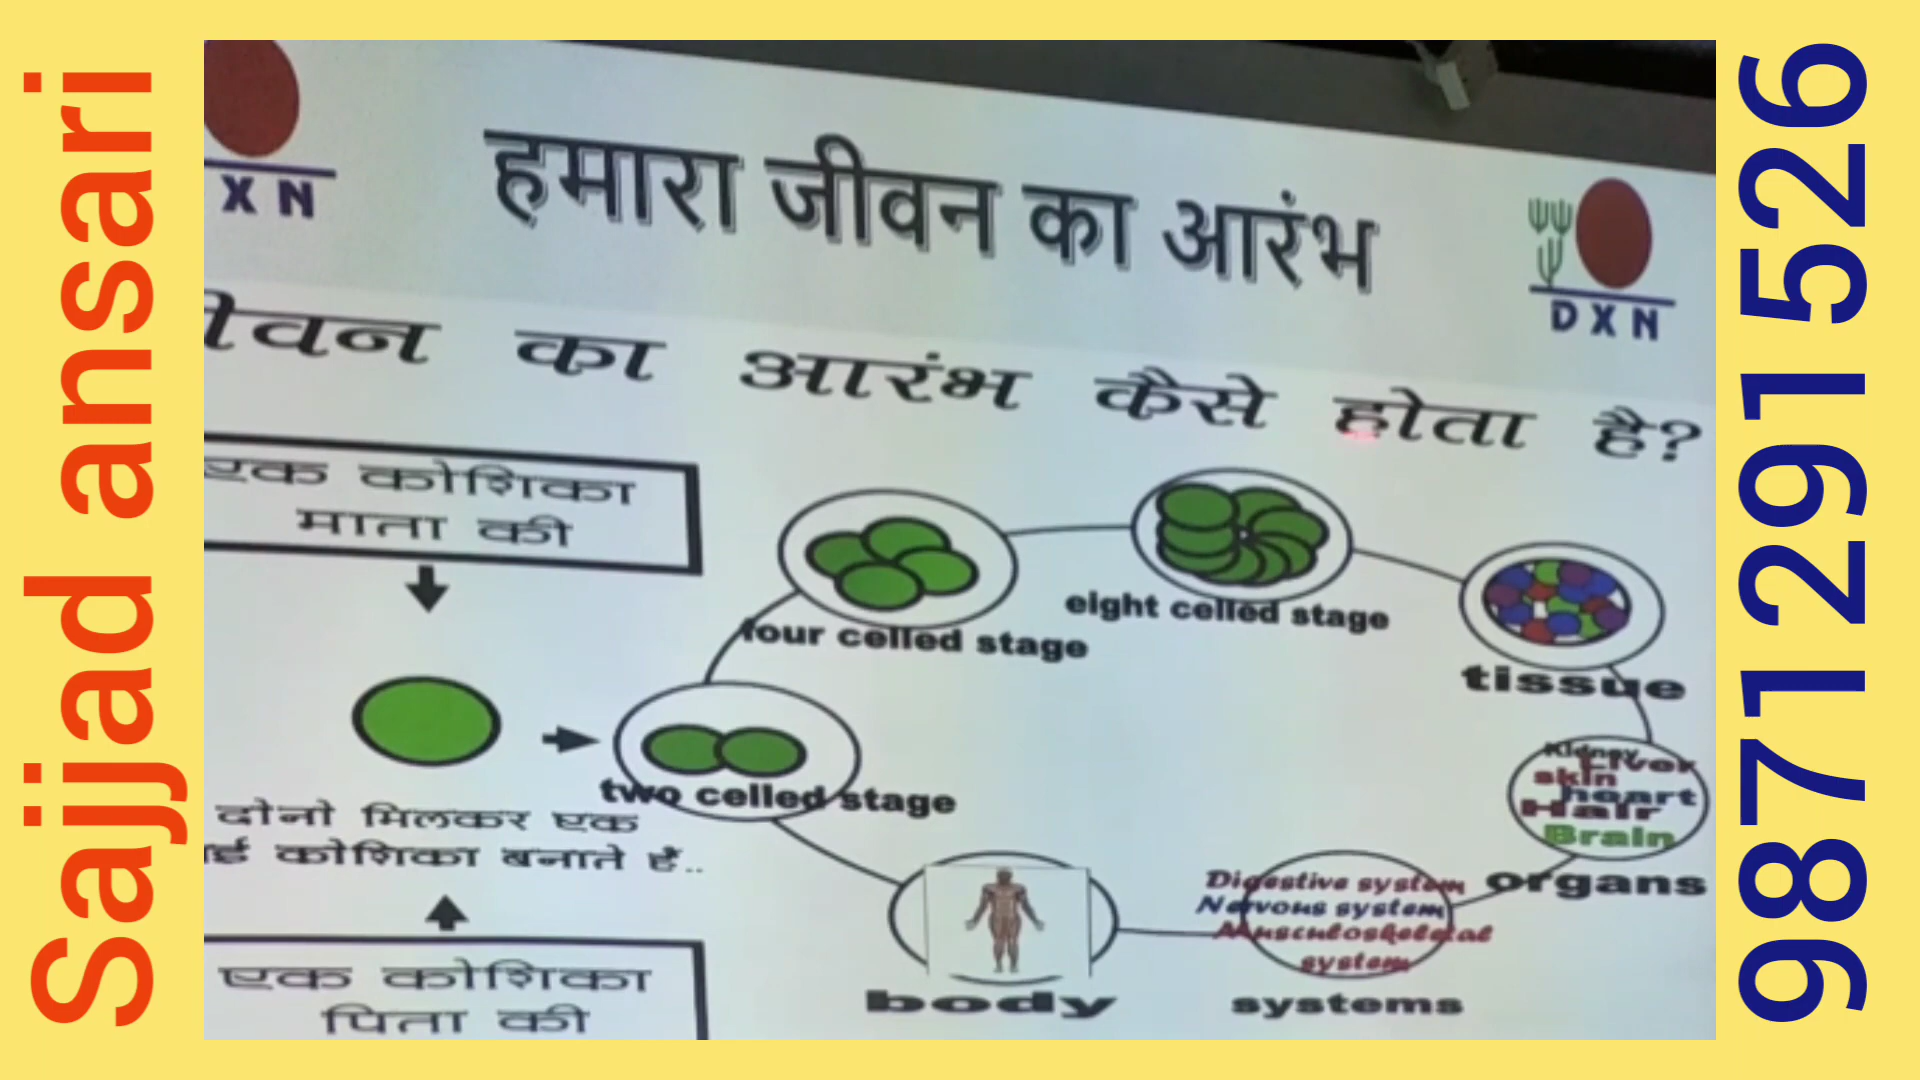 Sajjad ansari
X N
हमारा जीवन का आरंभ
DXN
ीवन का आरंभ कैसे होता है?
एक कोशिका
माता की
four celled stage
eight celled stage
tissue
two celled stage
दोनो मिलकर एक
ई कोशिका बनाते है..
Kidney
Liver
skin
heart
Hair
Brain
organs
Digestive system
Nervous system
Musculoskeletal
system
systems
body
एक कोशिका
पिता की
9871291526